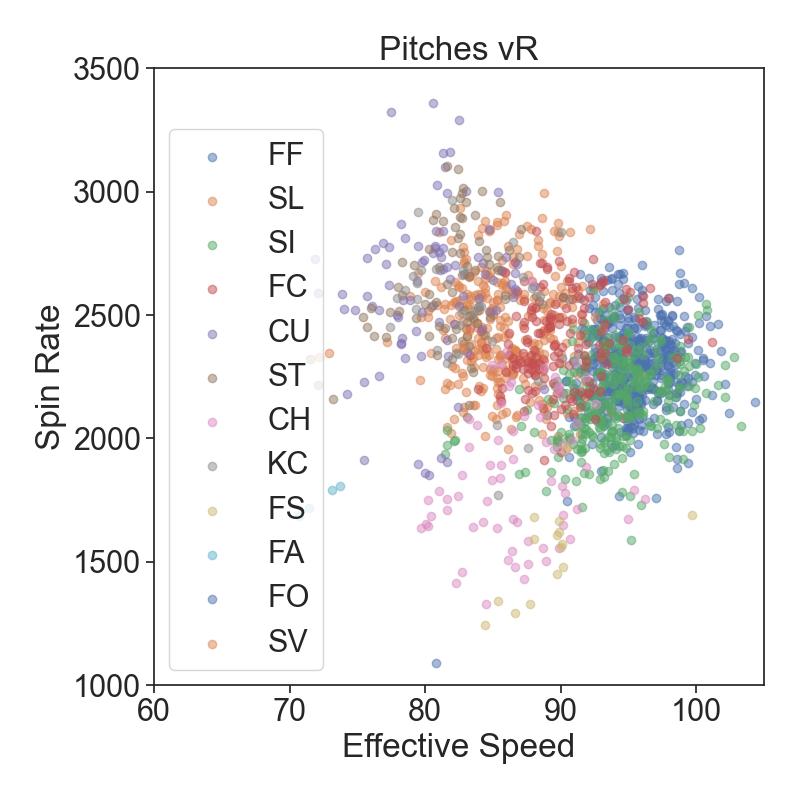 Pitches vR
3500
3000
2500
2000
1500
1000
Spin Rate
FF
SL
SI
FC
CU
ST
CH
KC
FS
FA
FO
SV
60 70 80 90 100
Effective Speed